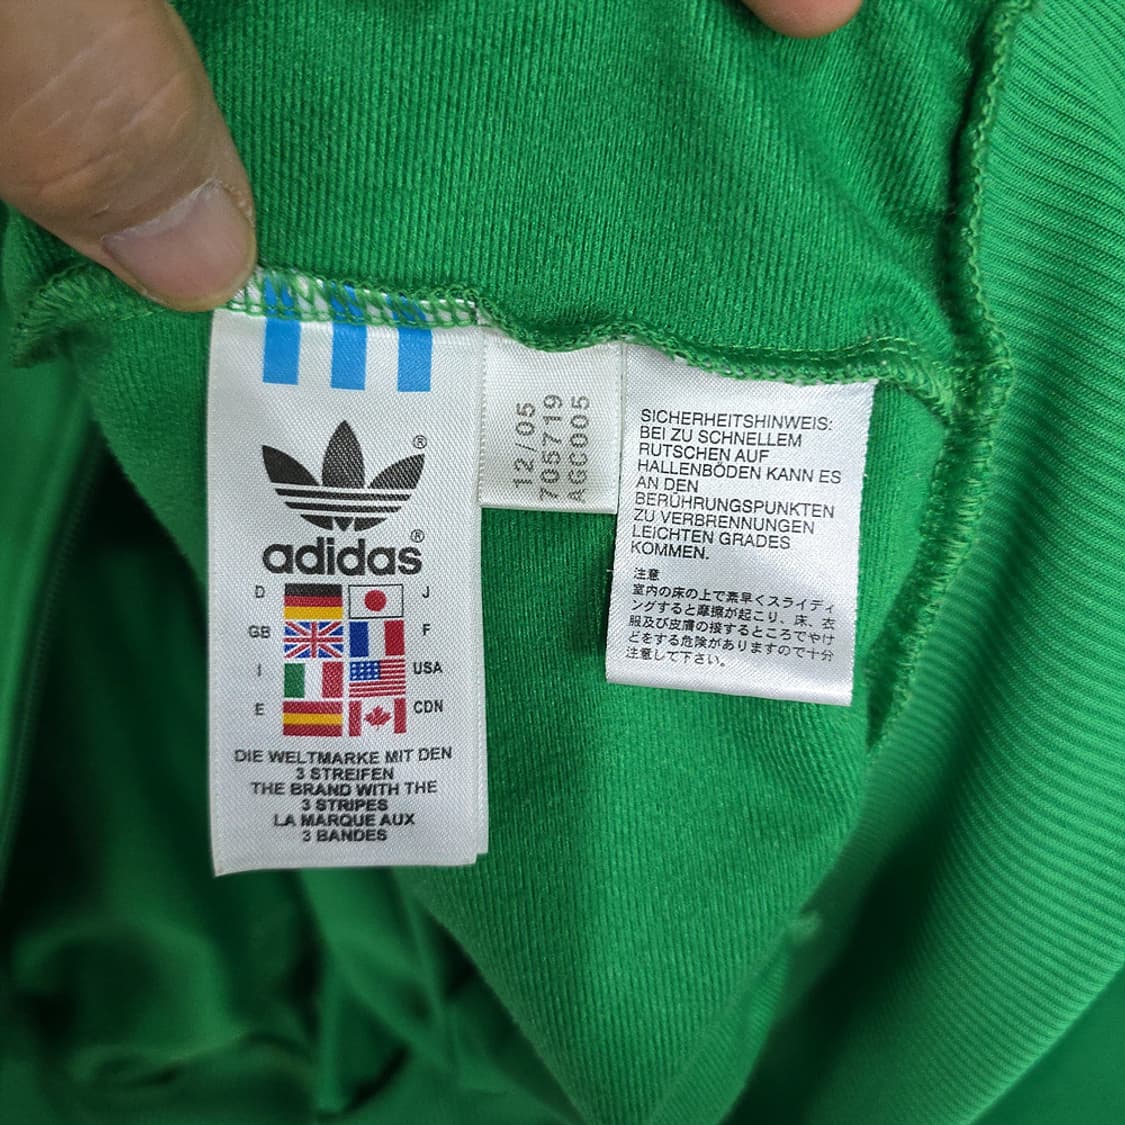 ®
®
adidas
D J
GB F
I USA
E CDN
DIE WELTMARKE MIT DEN
3 STREIFEN
THE BRAND WITH THE
3 STRIPES
LA MARQUE AUX
3 BANDES
12/05
705719
AGC005
SICHERHEITSHINWEIS:
BEI ZU SCHNELLEM
RUTSCHEN AUF
HALLENBÖDEN KANN ES
AN DEN
BERÜHRUNGSPUNKTEN
ZU VERBRENNUNGEN
LEICHTEN GRADES
KOMMEN.
注意
室内の床の上で素早くスライディ
ングすると摩擦が起こり、床、衣
服及び皮膚の接するところでやけ
どをする危険がありますので十分
注意して下さい。